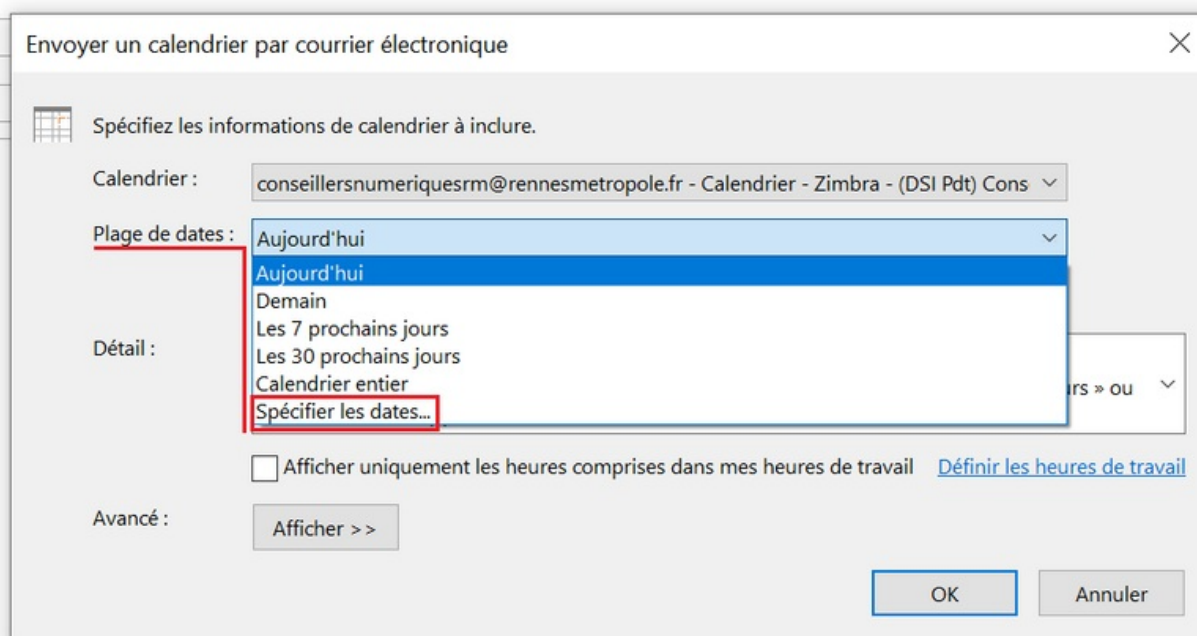 Envoyer un calendrier par courrier électronique
Spécifiez les informations de calendrier à inclure.
Calendrier :
conseillersnumeriquesrm@rennesmetropole.fr - Calendrier - Zimbra - (DSI Pdt) Cons
Plage de dates :
Aujourd'hui
Aujourd'hui
Demain
Les 7 prochains jours
Les 30 prochains jours
Calendrier entier
Spécifier les dates...
Détail :
urs » ou
Afficher uniquement les heures comprises dans mes heures de travail Définir les heures de travail
Avancé :
Afficher >>
OK Annuler